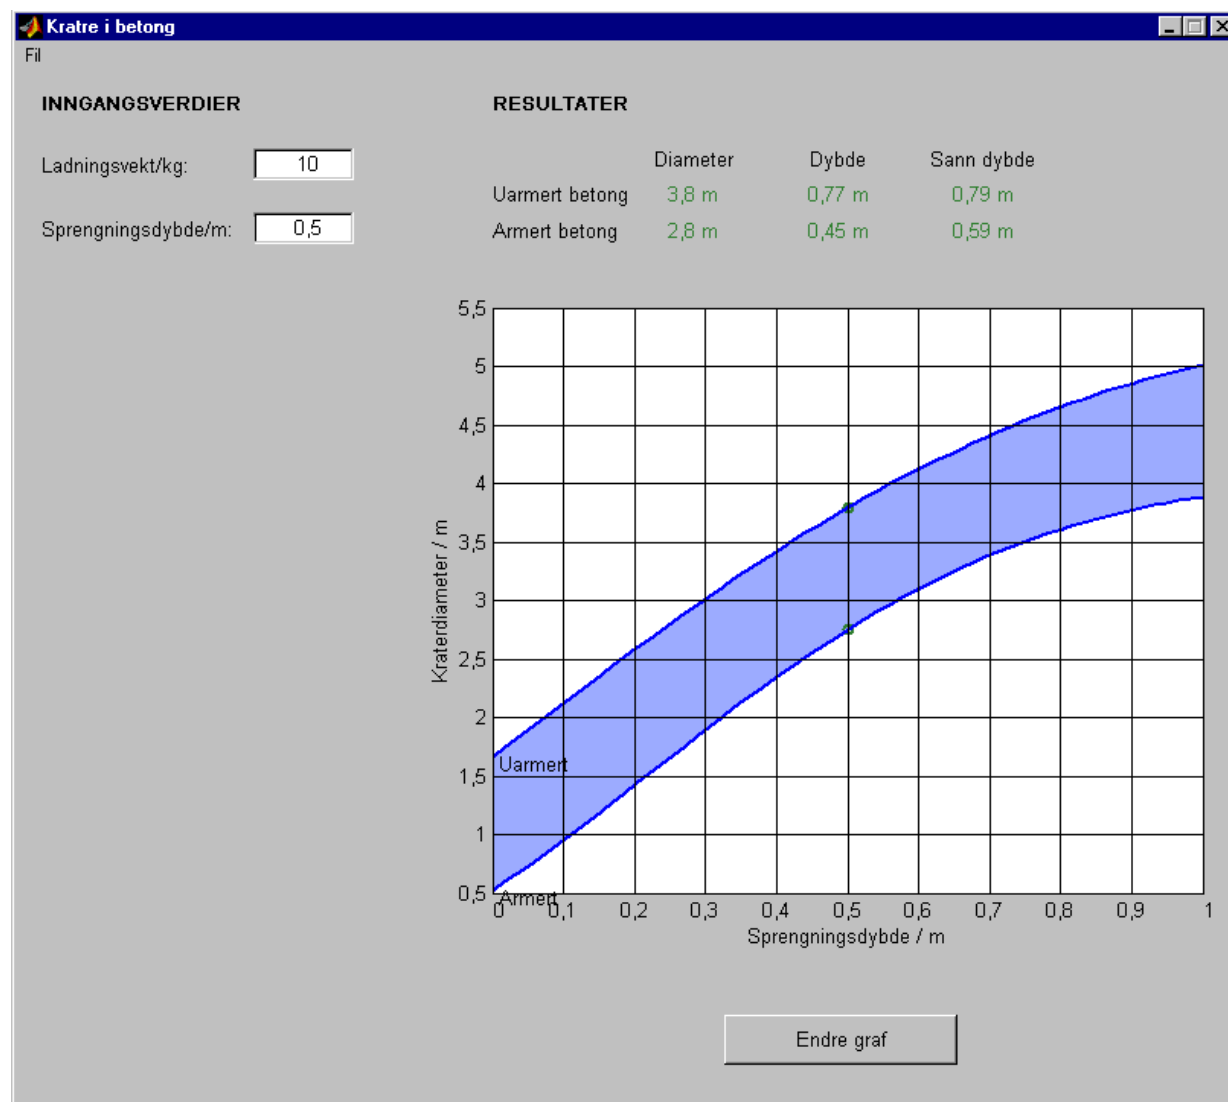 Kratre i betong
Fil
INNGANGSVERDIER
Ladningsvekt/kg: 10
Sprengningsdybde/m: 0,5
RESULTATER
Diameter Dybde Sann dybde
Uarmert betong 3,8 m 0,77 m 0,79 m
Armert betong 2,8 m 0,45 m 0,59 m
5,5
5
4,5
4
3,5
3
2,5
2
1,5
1
0,5
Kraterdiameter / m
Uarmert
Armert
0 0,1 0,2 0,3 0,4 0,5 0,6 0,7 0,8 0,9 1
Sprengningsdybde / m
Endre graf